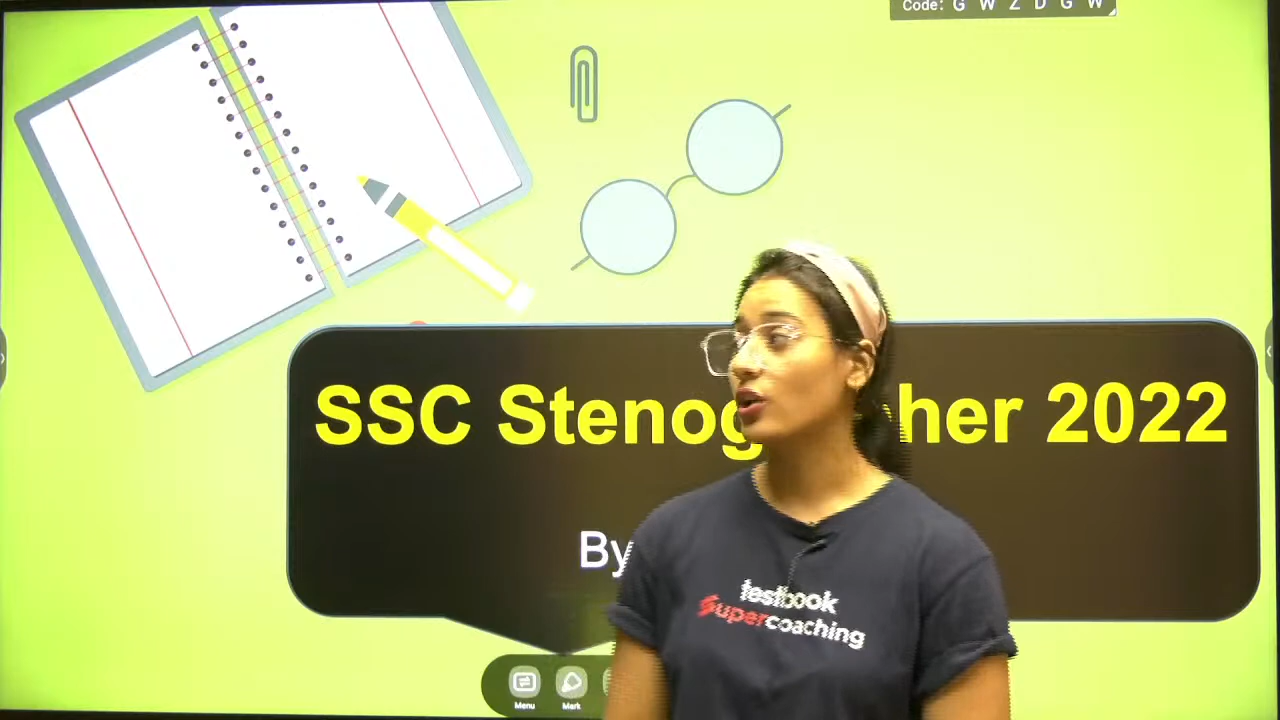 Code: G W Z D G W
SSC Stenog her 2022
By
testbook
Supercoaching
Menu
Mark